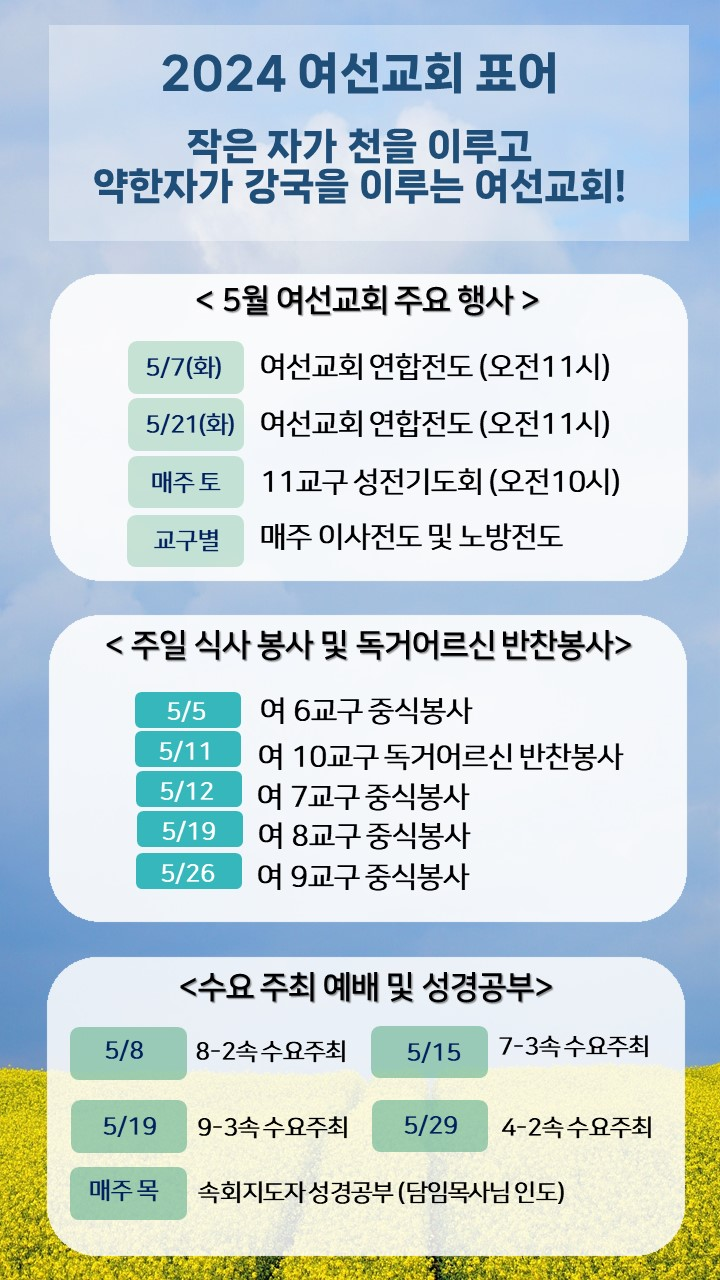 2024 여선교회 표어
작은 자가 천을 이루고
약한자가 강국을 이루는 여선교회!
< 5월 여선교회 주요 행사 >
5/7(화) 여선교회 연합전도 (오전11시)
5/21(화) 여선교회 연합전도 (오전11시)
매주 토 11교구 성전기도회 (오전10시)
교구별 매주 이사전도 및 노방전도
< 주일 식사 봉사 및 독거어르신 반찬봉사>
5/5 여 6교구 중식봉사
5/11 여 10교구 독거어르신 반찬봉사
5/12 여 7교구 중식봉사
5/19 여 8교구 중식봉사
5/26 여 9교구 중식봉사
<수요 주최 예배 및 성경공부>
5/8 8-2속 수요주최 5/15 7-3속 수요주최
5/19 9-3속 수요주최 5/29 4-2속 수요주최
매주 목 속회지도자 성경공부 (담임목사님 인도)